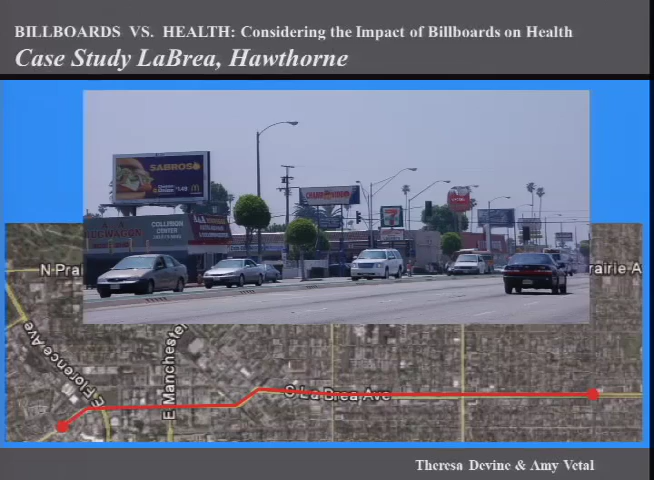 BILLBOARDS VS. HEALTH: Considering the Impact of Billboards on Health
Case Study LaBrea, Hawthorne
SABROSO
COLLISION
CENTER
N Prai
rairie A
E Florence Ave
E Manchester
S La Brea Ave
Theresa Devine & Amy Vetal